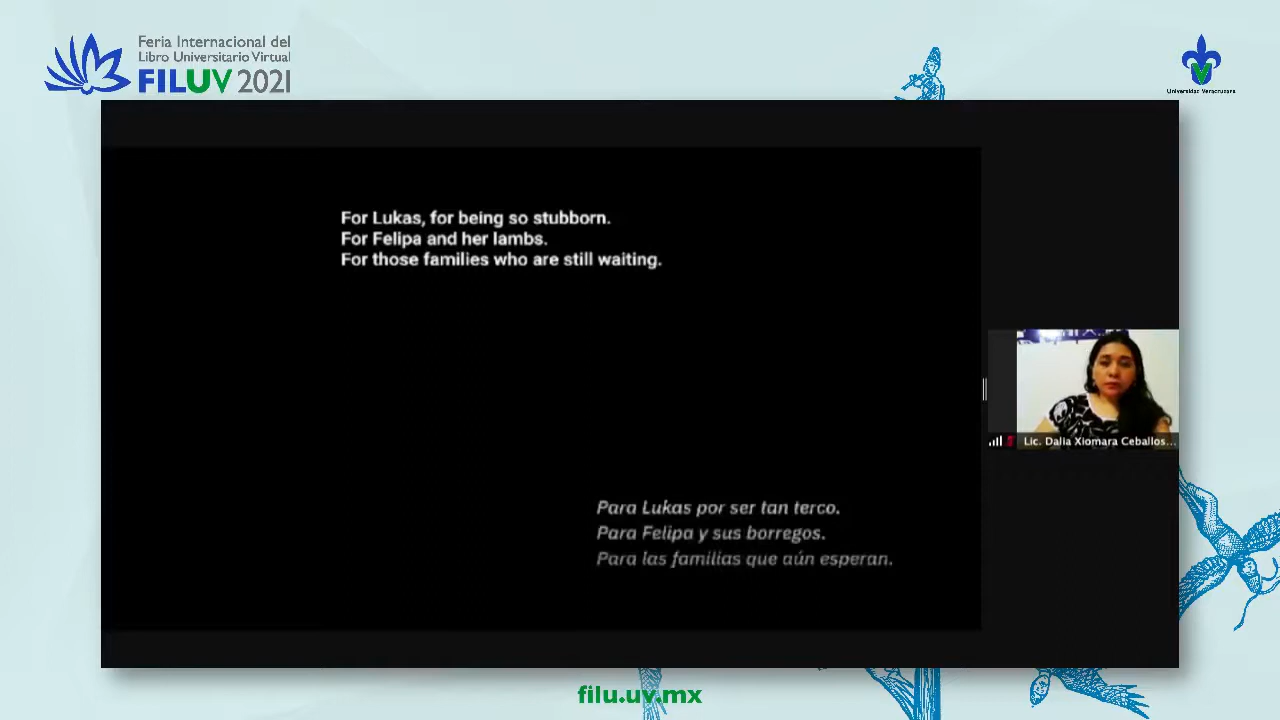 Feria Internacional del
Libro Universitario Virtual
FILUV 2021
Universidad Veracruzana
For Lukas, for being so stubborn.
For Felipa and her lambs.
For those families who are still waiting.
Lic. Dalia Xiomara Ceballos...
Para Lukas por ser tan terco.
Para Felipa y sus borregos.
Para las familias que aún esperan.
filu.uv.mx